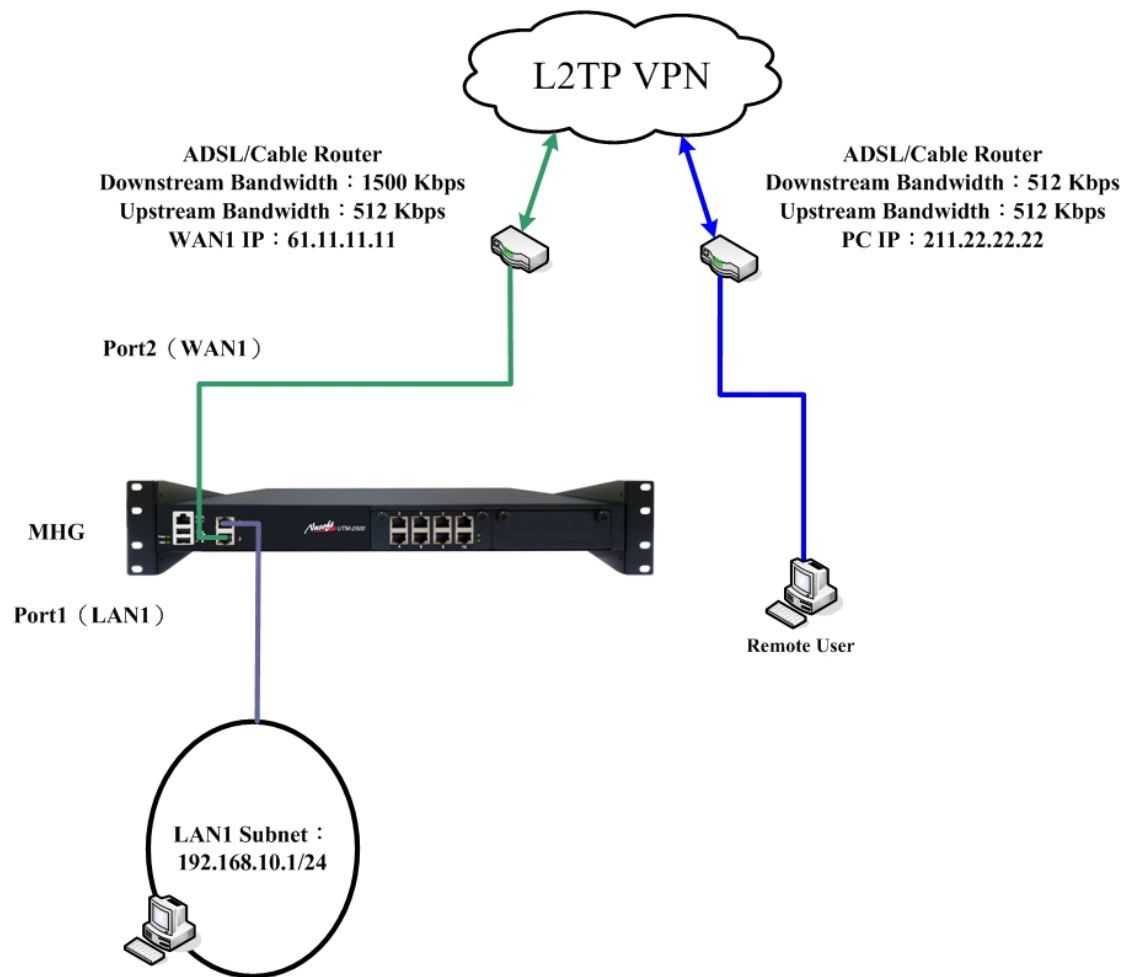 L2TP VPN
ADSL/Cable Router
Downstream Bandwidth：1500 Kbps
Upstream Bandwidth：512 Kbps
WAN1 IP：61.11.11.11
ADSL/Cable Router
Downstream Bandwidth：512 Kbps
Upstream Bandwidth：512 Kbps
PC IP：211.22.22.22
Port2（WAN1）
MHG
UTM-2500
Port1（LAN1）
Remote User
LAN1 Subnet：
192.168.10.1/24